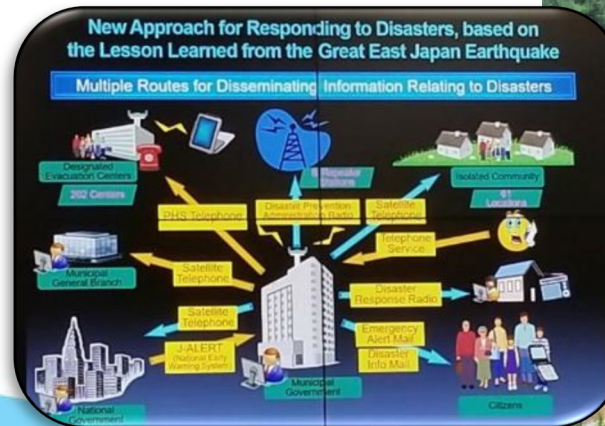 New Approach for Responding to Disasters, based on
the Lesson Learned from the Great East Japan Earthquake
Multiple Routes for Disseminating Information Relating to Disasters
Designated
Evacuation Centers
202 Centers
6 Repeater
Stations
Isolated Community
61
Locations
PHS Telephone
Disaster Prevention
Administration Radio
Satellite
Telephone
Telephone
Service
Municipal
General Branch
Satellite
Telephone
Disaster
Response Radio
Satellite
Telephone
Emergency
Alert Mail
J-ALERT
(National Early
Warning System)
Disaster
Info Mail
National
Government
Municipal
Government
Citizens